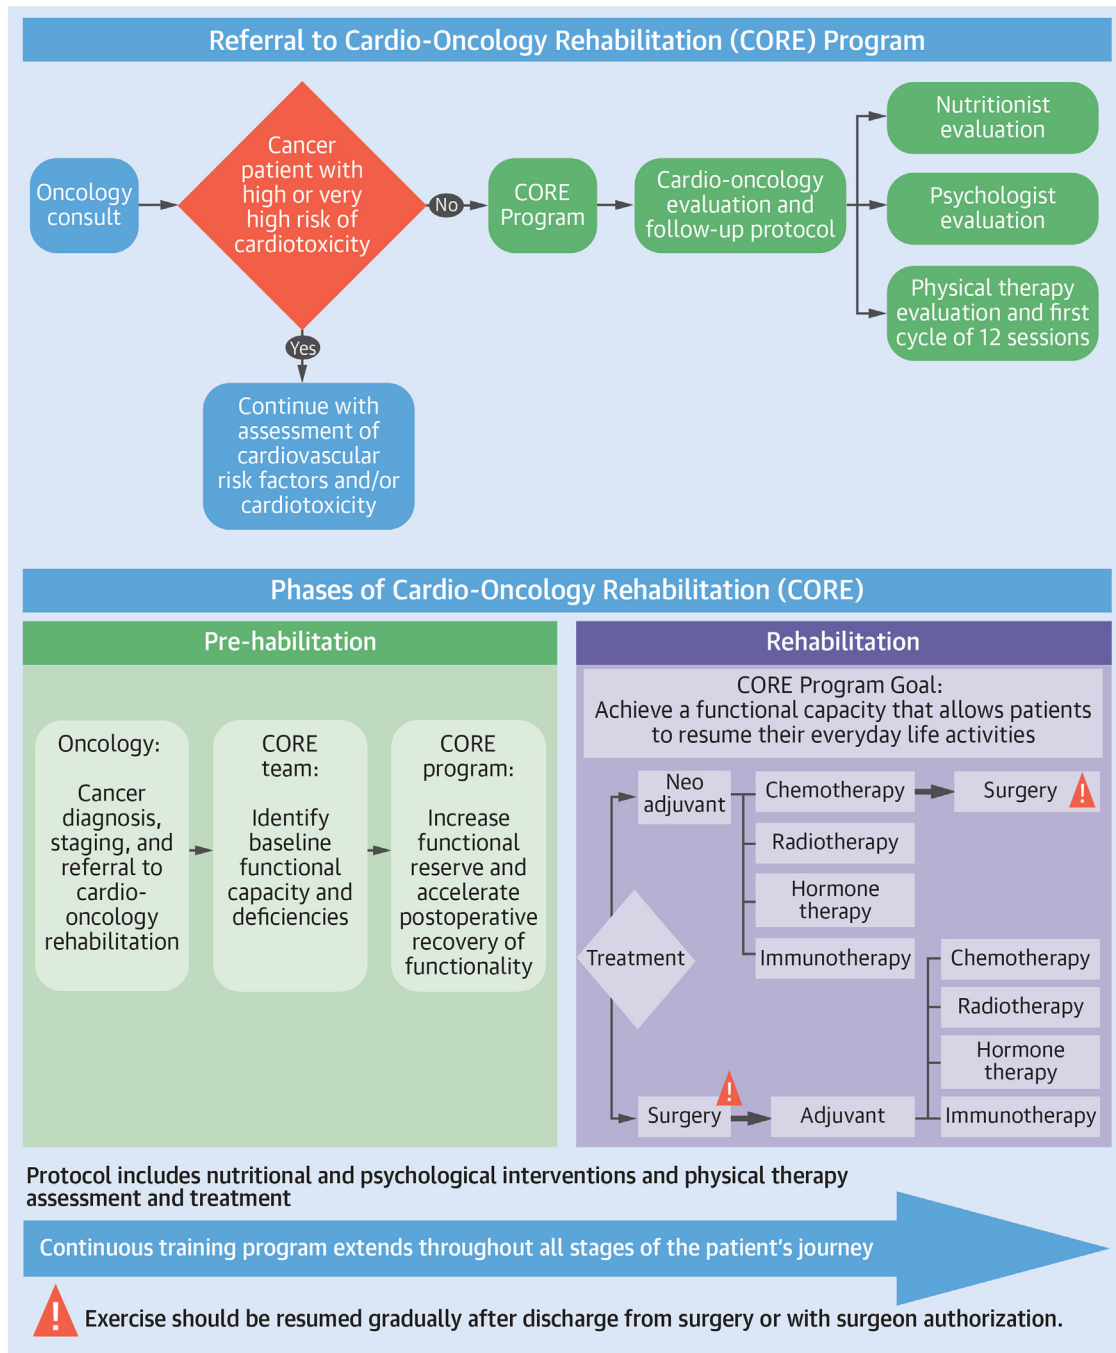 Referral to Cardio-Oncology Rehabilitation (CORE) Program
Oncology
consult
Cancer
patient with
high or very
high risk of
cardiotoxicity
No
CORE
Program
Cardio-oncology
evaluation and
follow-up protocol
Nutritionist
evaluation
Psychologist
evaluation
Physical therapy
evaluation and first
cycle of 12 sessions
Yes
Continue with
assessment of
cardiovascular
risk factors and/or
cardiotoxicity
Phases of Cardio-Oncology Rehabilitation (CORE)
Pre-habilitation
Oncology:
Cancer
diagnosis,
staging, and
referral to
cardio-
oncology
rehabilitation
CORE
team:
Identify
baseline
functional
capacity and
deficiencies
CORE
program:
Increase
functional
reserve and
accelerate
postoperative
recovery of
functionality
Rehabilitation
CORE Program Goal:
Achieve a functional capacity that allows patients
to resume their everyday life activities
Treatment
Neo
adjuvant
Chemotherapy
Surgery
!
Radiotherapy
Hormone
therapy
Immunotherapy
Surgery
!
Adjuvant
Chemotherapy
Radiotherapy
Hormone
therapy
Immunotherapy
Protocol includes nutritional and psychological interventions and physical therapy
assessment and treatment
Continuous training program extends throughout all stages of the patient's journey
! Exercise should be resumed gradually after discharge from surgery or with surgeon authorization.